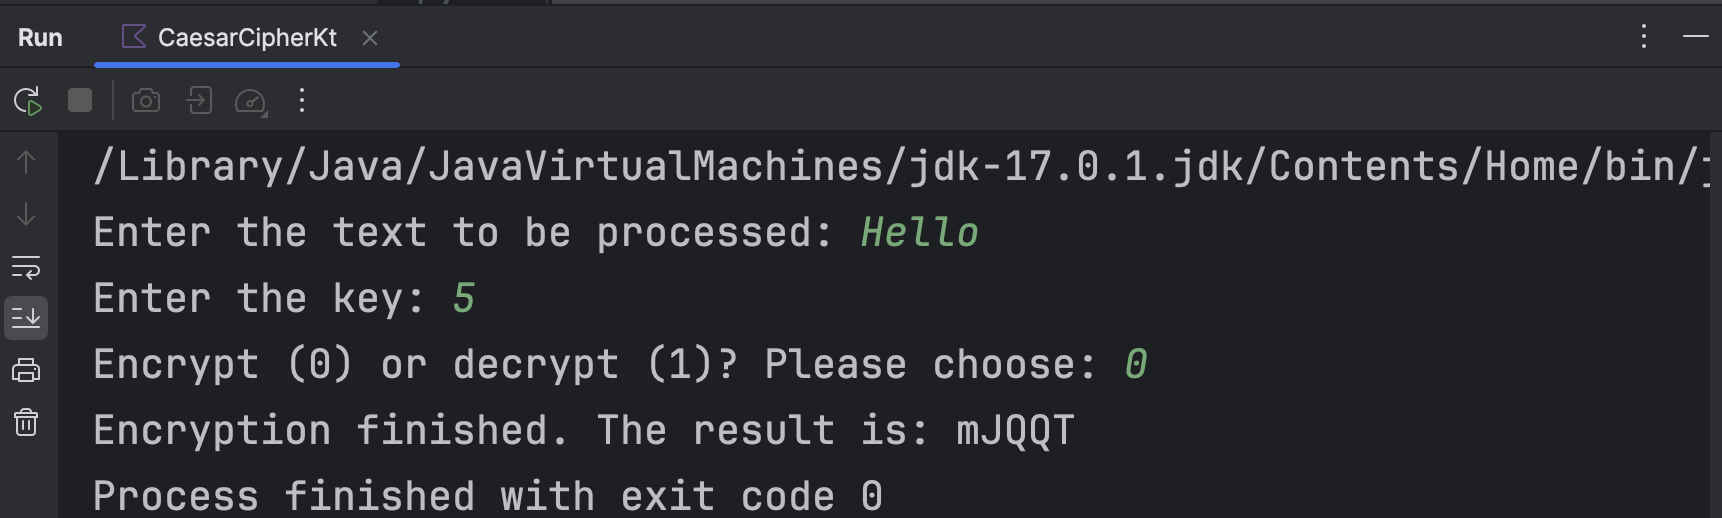 Run CaesarCipherKt
/Library/Java/JavaVirtualMachines/jdk-17.0.1.jdk/Contents/Home/bin/
Enter the text to be processed: Hello
Enter the key: 5
Encrypt (0) or decrypt (1)? Please choose: 0
Encryption finished. The result is: mJQQT
Process finished with exit code 0